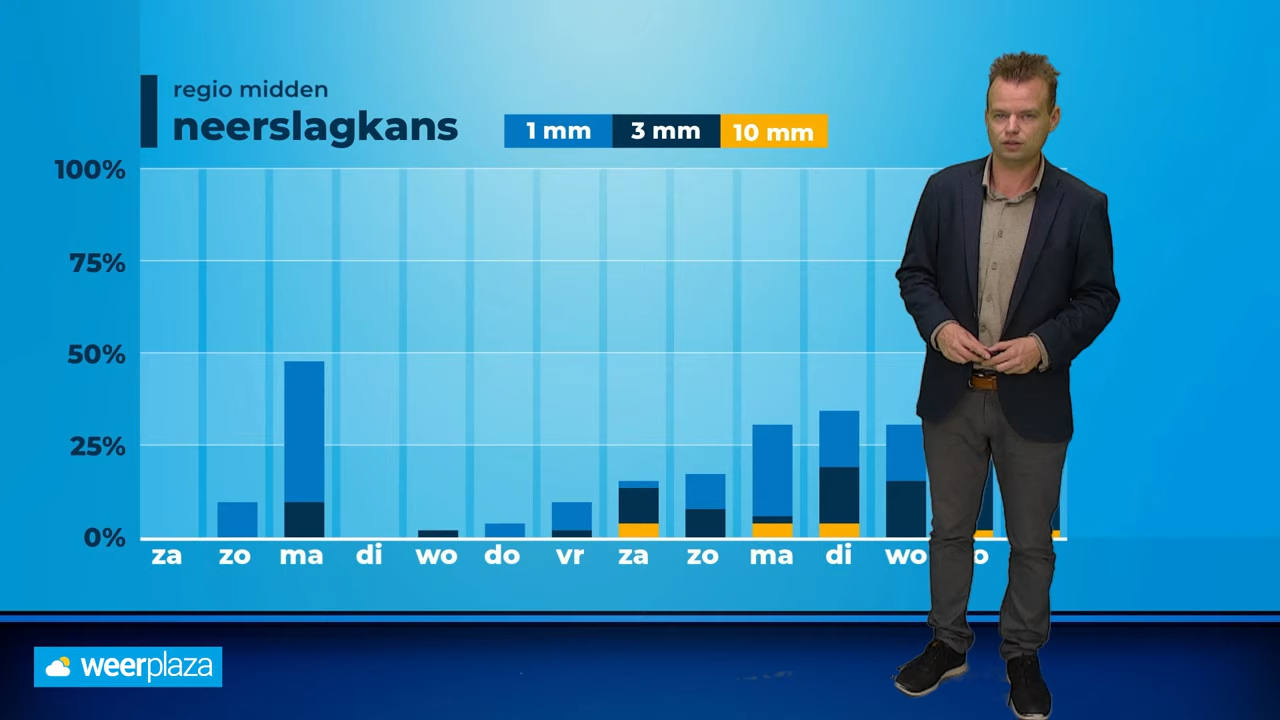 regio midden
neerslagkans
1 mm 3 mm 10 mm
100%
75%
50%
25%
0%
za zo ma di wo do vr za zo ma di wo
weerplaza